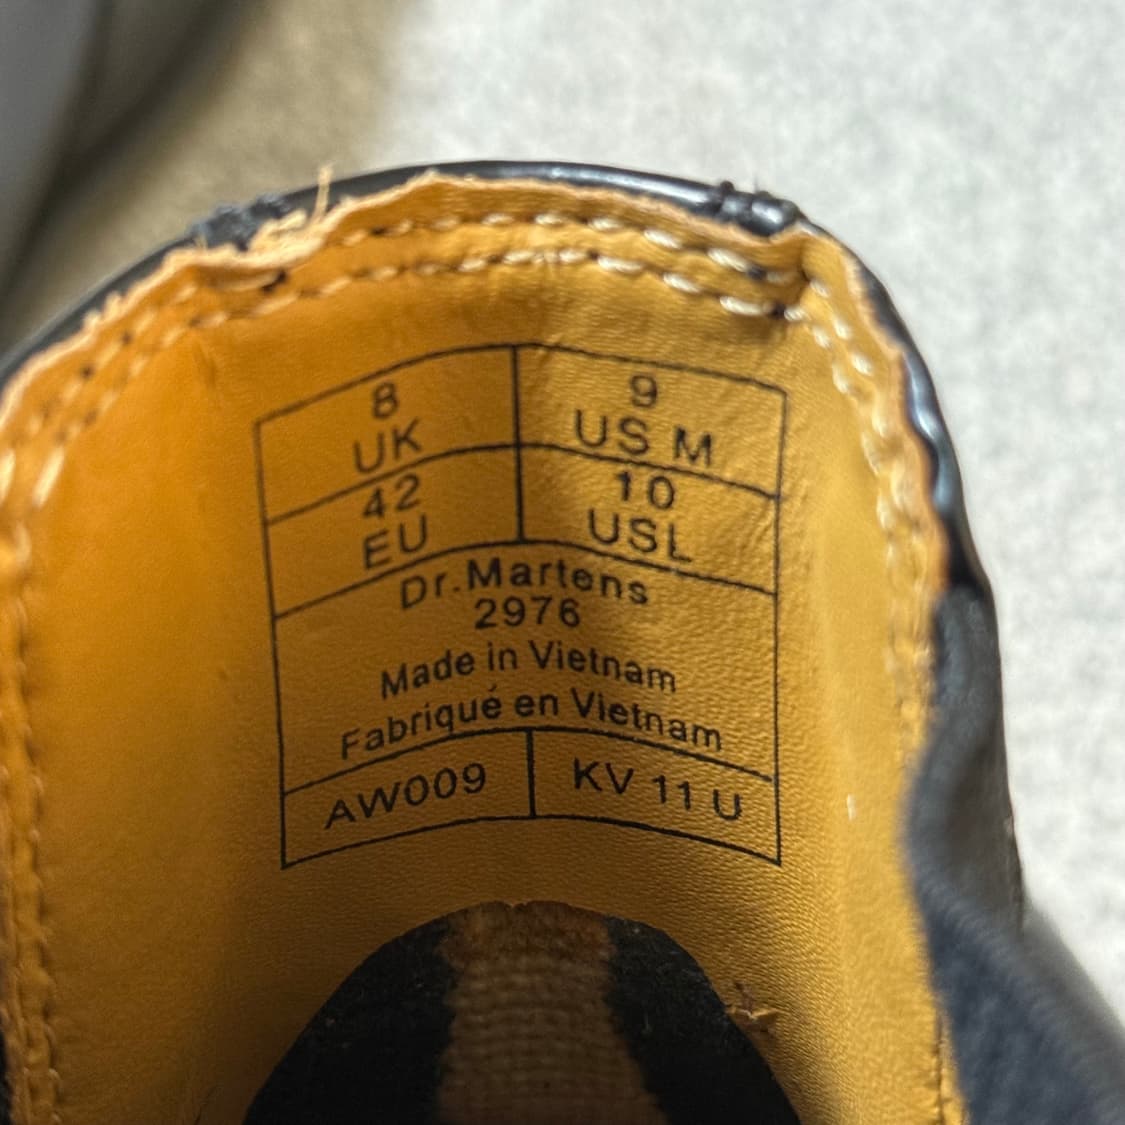 8 UK
9 US M
42 EU
10 USL
Dr.Martens
2976
Made in Vietnam
Fabriqué en Vietnam
AW009
KV 11 U